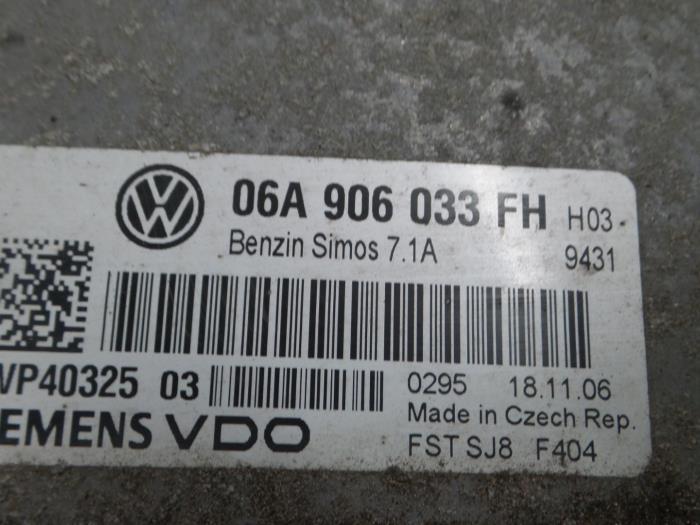 06A 906 033 FH H03
Benzin Simos 7.1A 9431
WP40325 03
0295 18.11.06
Made in Czech Rep.
EMENS VDO
FST SJ8 F404